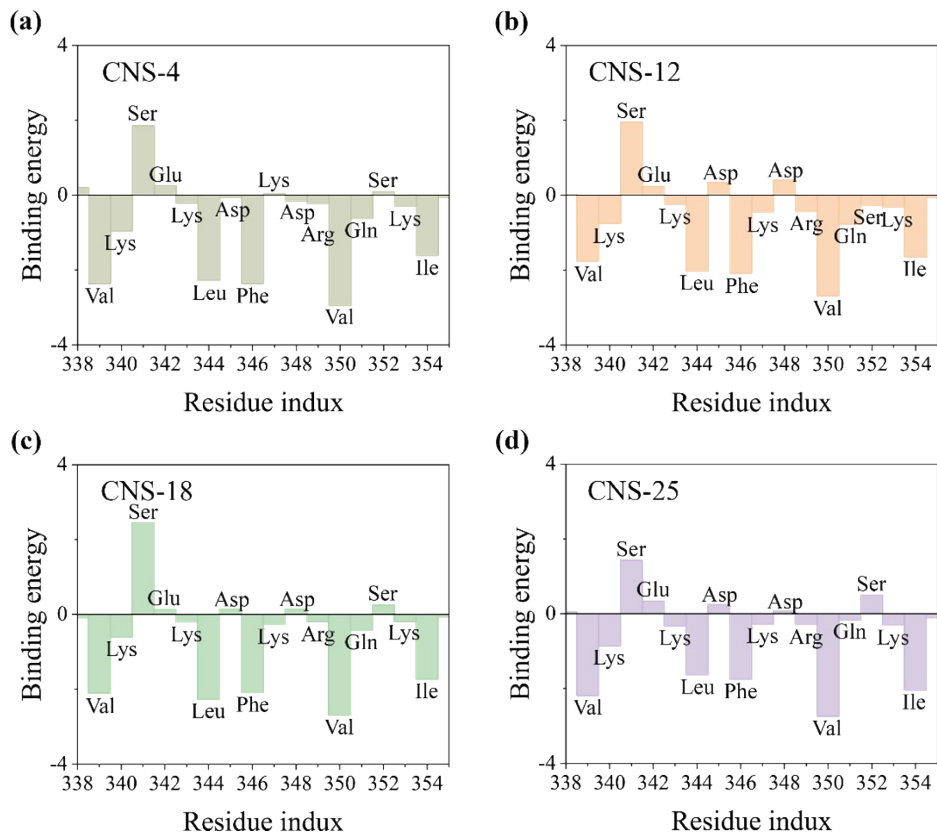 (a)
CNS-4
4
0
-4
Binding energy
Ser
Glu
Lys
Ser
Lys
Val
Lys
Leu
Asp
Phe
Asp
Arg
Val
Gln
Lys
Ile
338 340 342 344 346 348 350 352 354
Residue indux
(b)
CNS-12
4
0
-4
Binding energy
Ser
Glu
Asp
Asp
Val
Lys
Lys
Leu
Phe
Lys
Arg
Val
Gln
Ser
Lys
Ile
338 340 342 344 346 348 350 352 354
Residue indux
(c)
CNS-18
4
0
-4
Binding energy
Ser
Glu
Asp
Asp
Ser
Val
Lys
Lys
Leu
Phe
Lys
Arg
Val
Gln
Lys
Ile
338 340 342 344 346 348 350 352 354
Residue indux
(d)
CNS-25
4
0
-4
Binding energy
Ser
Glu
Asp
Asp
Ser
Val
Lys
Lys
Leu
Phe
Lys
Arg
Val
Gln
Lys
Ile
338 340 342 344 346 348 350 352 354
Residue indux